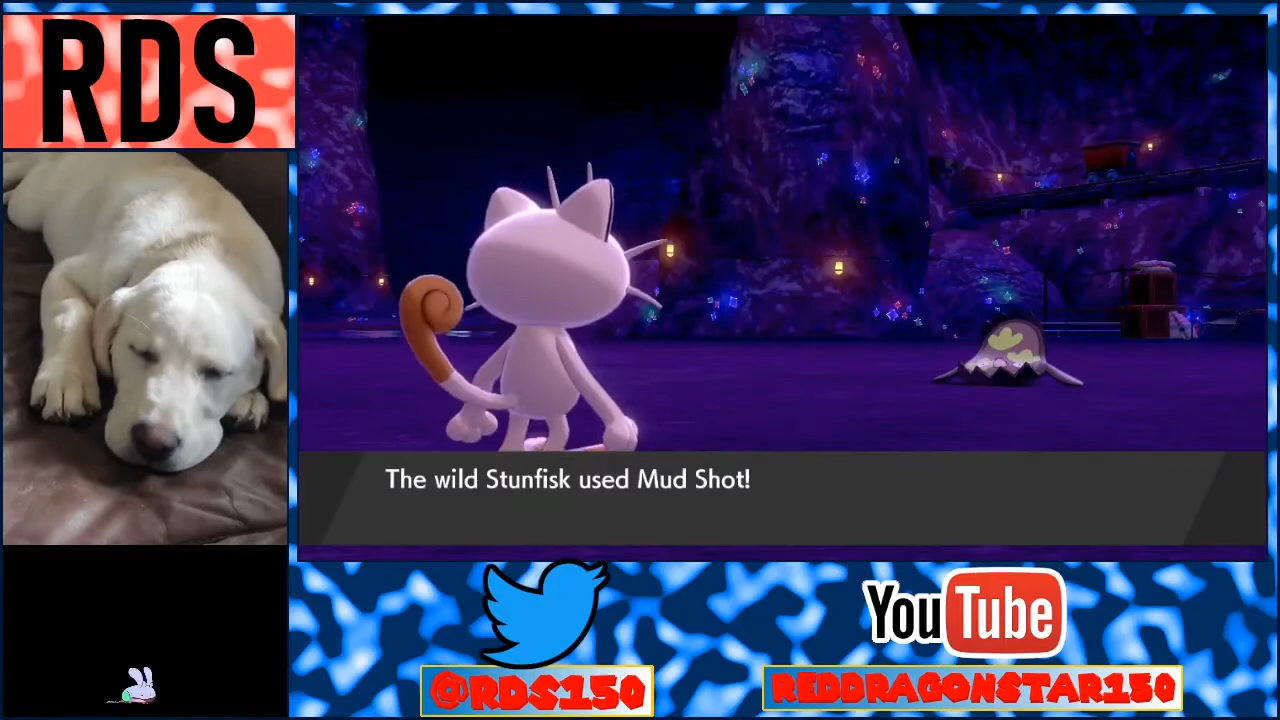 RDS
The wild Stunfisk used Mud Shot!
YouTube
@RDS150
REDDRAGONSTAR150